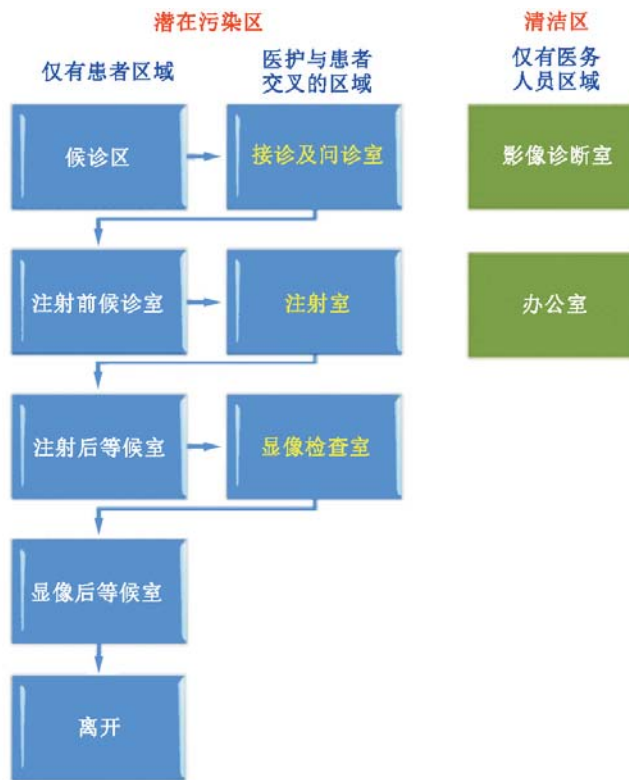 潜在污染区
清洁区
仅有患者区域
医护与患者
交叉的区域
仅有医务
人员区域
候诊区
接诊及问诊室
影像诊断室
注射前候诊室
注射室
办公室
注射后等候室
显像检查室
显像后等候室
离开